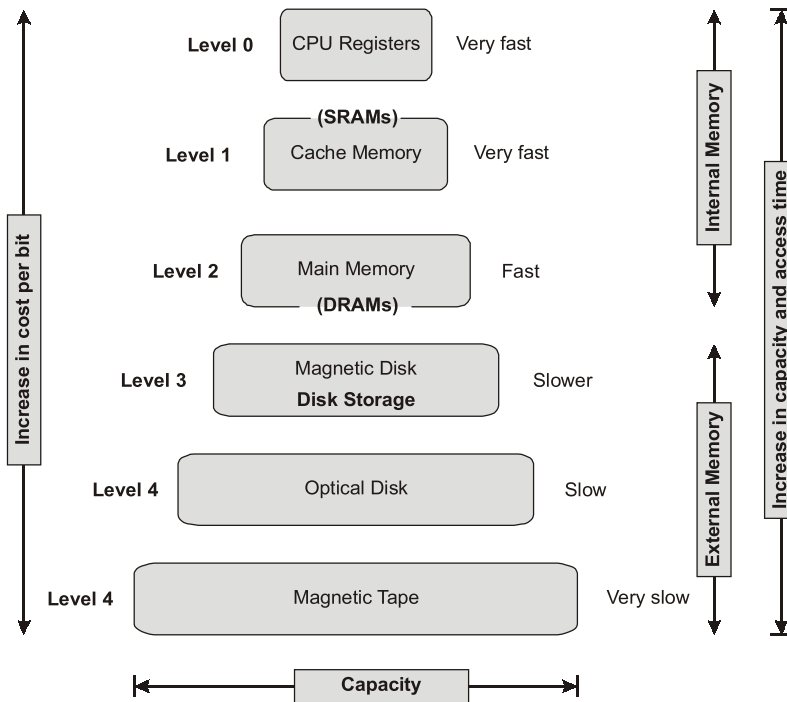 Level 0
CPU Registers
Very fast
(SRAMs)
Level 1
Cache Memory
Very fast
Level 2
Main Memory
Fast
(DRAMs)
Level 3
Magnetic Disk
Disk Storage
Slower
Level 4
Optical Disk
Slow
Level 4
Magnetic Tape
Very slow
Capacity
Increase in cost per bit
Internal Memory
External Memory
Increase in capacity and access time